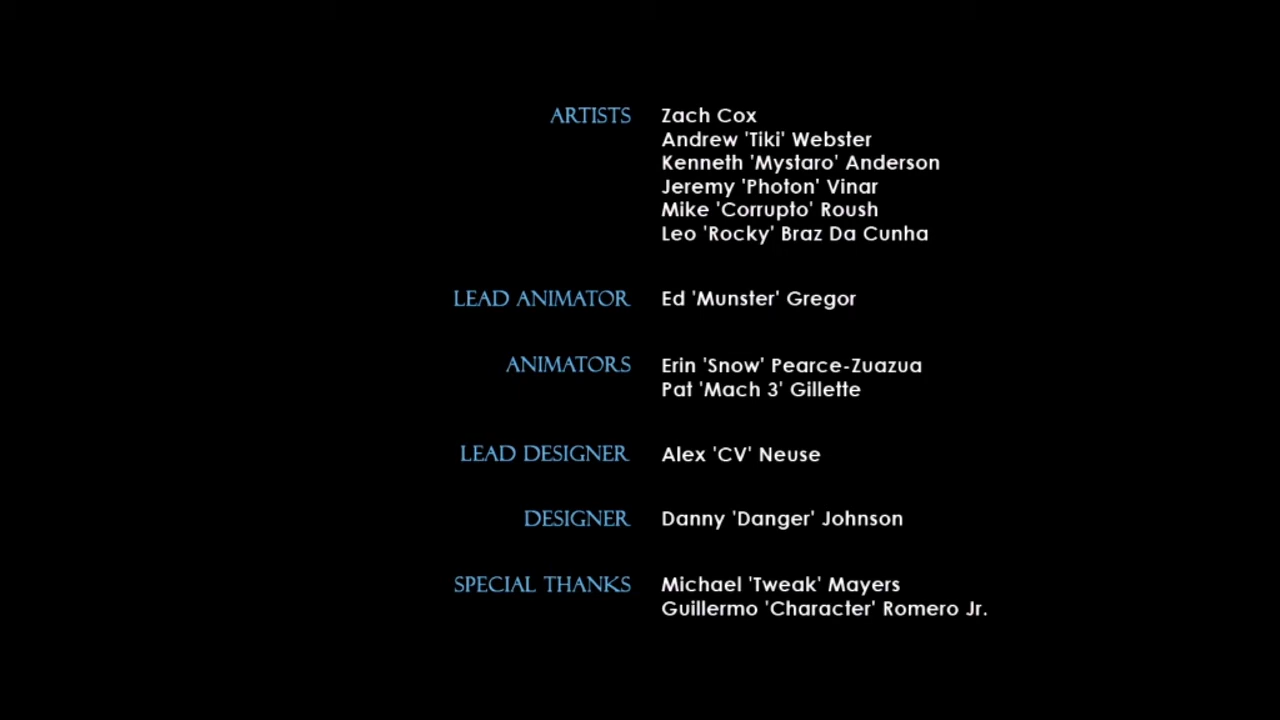 ARTISTS Zach Cox
Andrew 'Tiki' Webster
Kenneth 'Mystaro' Anderson
Jeremy 'Photon' Vinar
Mike 'Corrupto' Roush
Leo 'Rocky' Braz Da Cunha
LEAD ANIMATOR Ed 'Munster' Gregor
ANIMATORS Erin 'Snow' Pearce-Zuazua
Pat 'Mach 3' Gillette
LEAD DESIGNER Alex 'CV' Neuse
DESIGNER Danny 'Danger' Johnson
SPECIAL THANKS Michael 'Tweak' Mayers
Guillermo 'Character' Romero Jr.